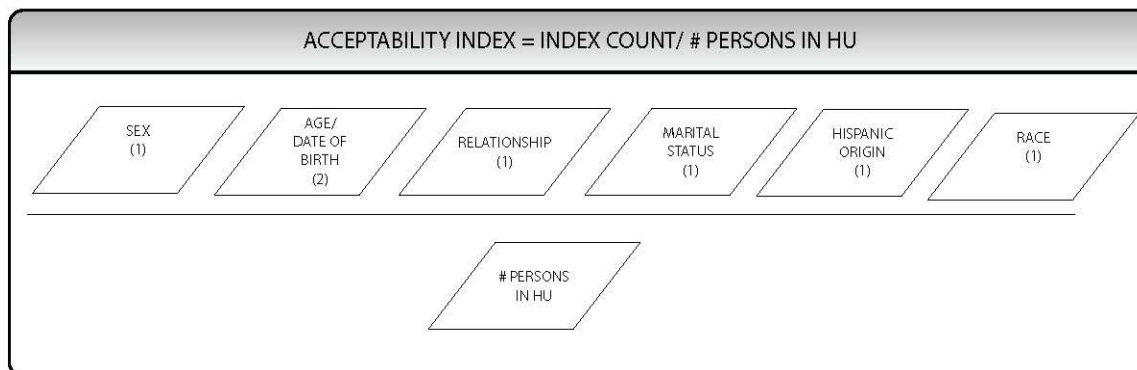 ACCEPTABILITY INDEX = INDEX COUNT/ # PERSONS IN HU
SEX
(1)
AGE/
DATE OF
BIRTH
(2)
RELATIONSHIP
(1)
MARITAL
STATUS
(1)
HISPANIC
ORIGIN
(1)
RACE
(1)
# PERSONS
IN HU